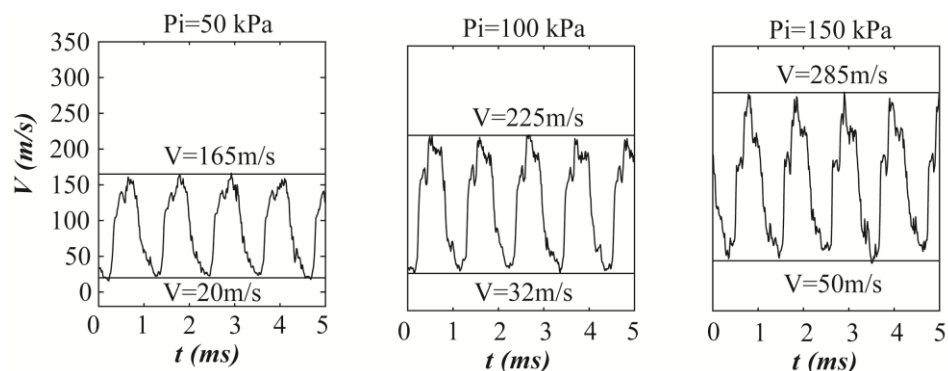 Pi=50 kPa
350
300
250
200
150
100
50
0
V (m/s)
V=165m/s
V=20m/s
0 1 2 3 4 5
t (ms)
Pi=100 kPa
V=225m/s
V=32m/s
0 1 2 3 4 5
t (ms)
Pi=150 kPa
V=285m/s
V=50m/s
0 1 2 3 4 5
t (ms)